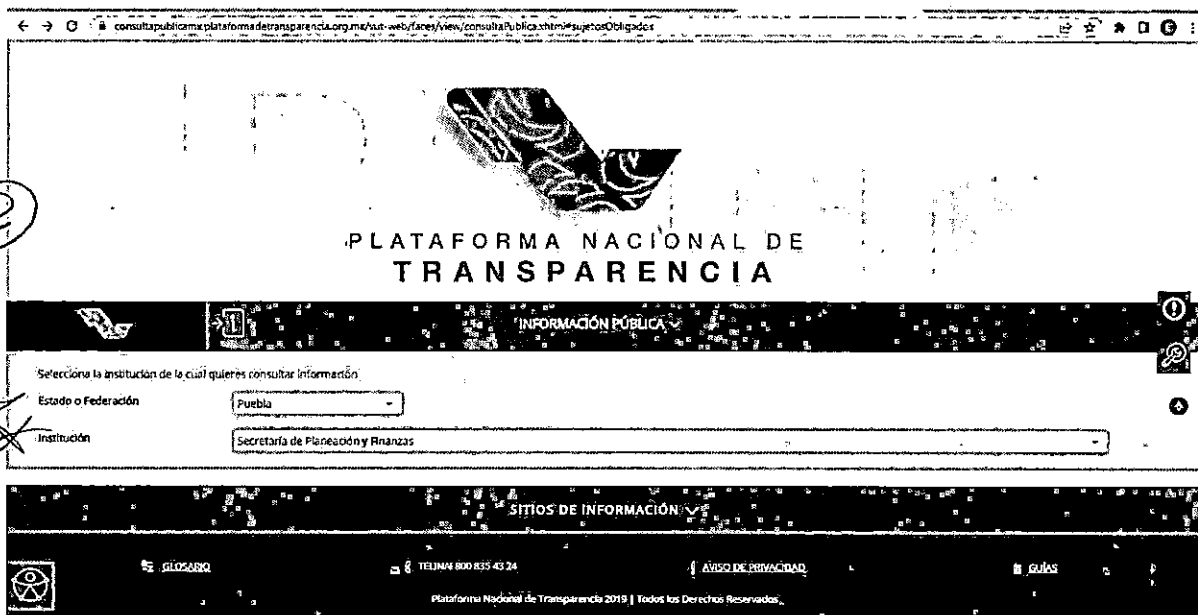 consultapublicamx.plataformadetransparencia.org.mx/vut-web/faces/view/consultaPublica.xhtml#sujetosObligados
PLATAFORMA NACIONAL DE
TRANSPARENCIA
INFORMACIÓN PÚBLICA
Selecciona la institución de la cual quieres consultar información
Estado o Federación
Puebla
Institución
Secretaría de Planeación y Finanzas
SITIOS DE INFORMACIÓN
GLOSARIO
TELINAI 800 835 43 24
AVISO DE PRIVACIDAD
GUÍAS
Plataforma Nacional de Transparencia 2019 | Todos los Derechos Reservados